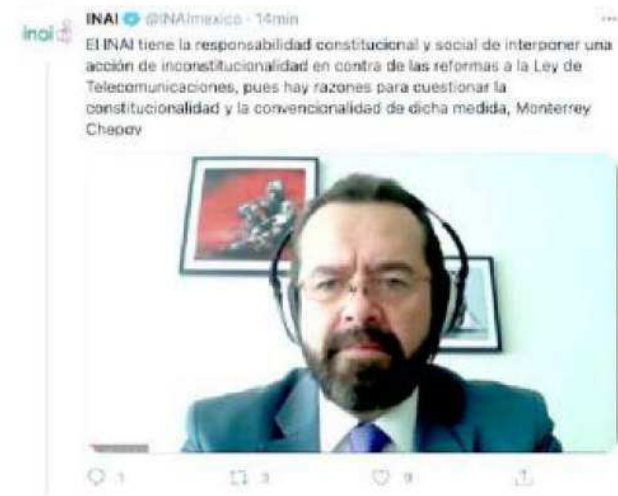 INAI @INAImexico · 14min
inai
El INAI tiene la responsabilidad constitucional y social de interponer una
acción de inconstitucionalidad en contra de las reformas a la Ley de
Telecomunicaciones, pues hay razones para cuestionar la
constitucionalidad y la convencionalidad de dicha medida, Monterrey
Chepov
1 3 9